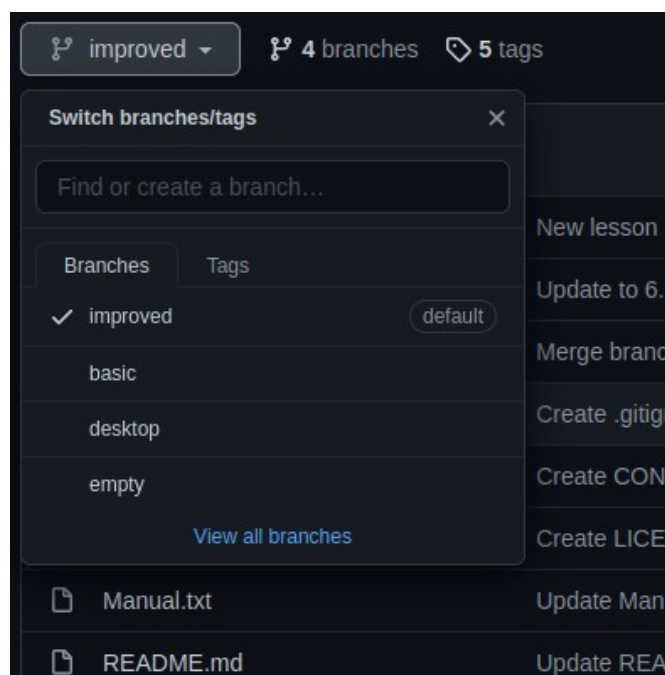 improved 4 branches 5 tags
Switch branches/tags
Find or create a branch…
Branches Tags
improved default
basic
desktop
empty
View all branches
New lesson
Update to 6.
Merge branc
Create .gitig
Create CON
Create LICE
Manual.txt Update Man
README.md Update REA